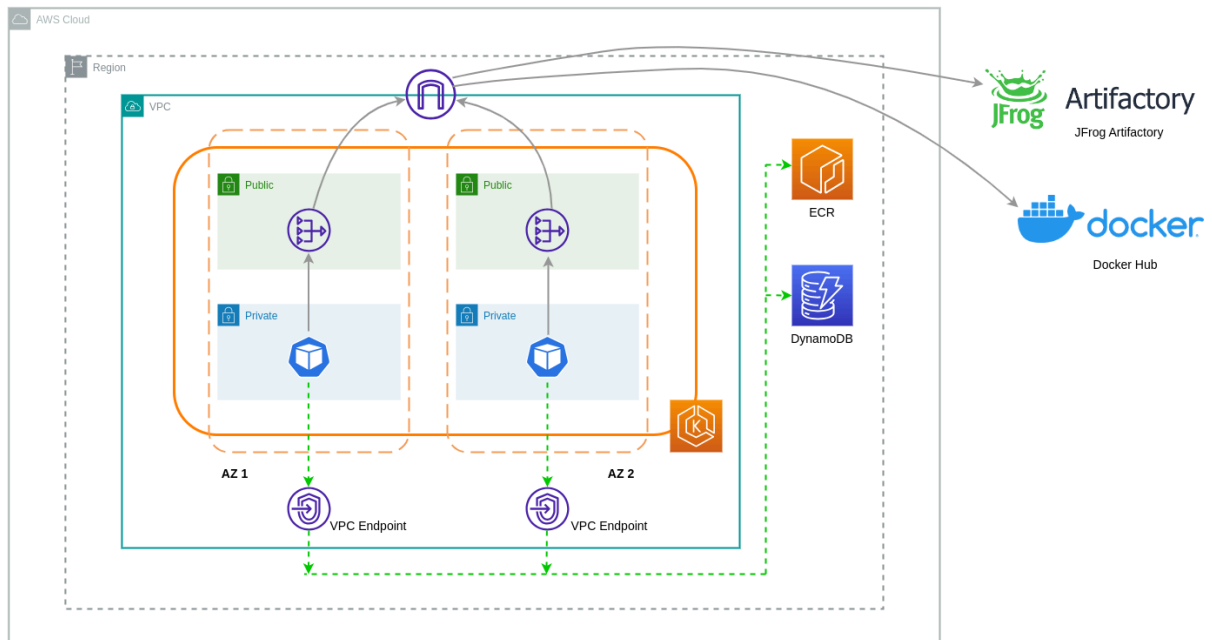 AWS Cloud
Region
VPC
JFrog
Artifactory
JFrog Artifactory
Public
Public
ECR
docker
Docker Hub
Private
Private
DynamoDB
K
AZ 1
AZ 2
VPC Endpoint
VPC Endpoint